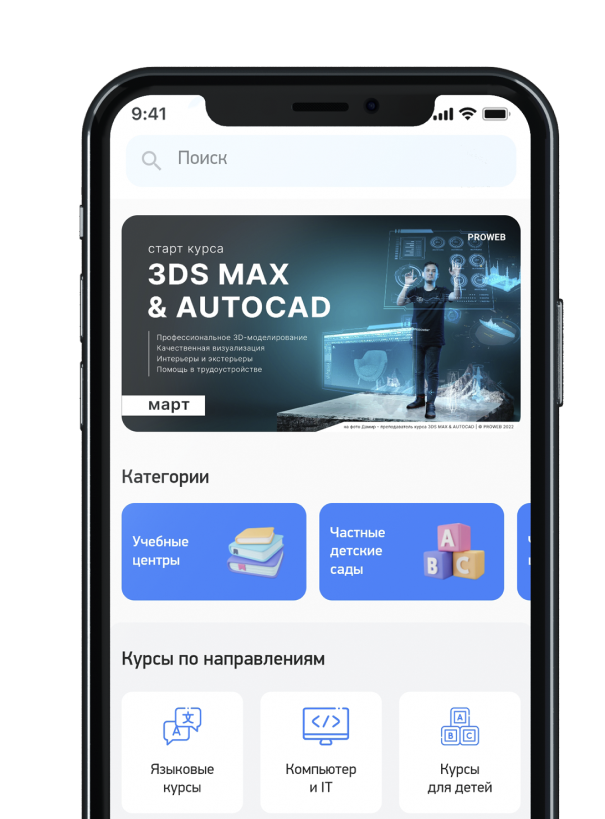 9:41
Поиск
PROWEB
старт курса
3DS MAX
& AUTOCAD
Профессиональное 3D-моделирование
Качественная визуализация
Интерьеры и экстерьеры
Помощь в трудоустройстве
март
на фото Дамир - преподаватель курса 3DS MAX & AUTOCAD | © PROWEB 2022
Категории
Учебные
центры
Частные
детские
сады
A
B
C
Курсы по направлениям
A
文
</>
A
B
C
Языковые
курсы
Компьютер
и IT
Курсы
для детей